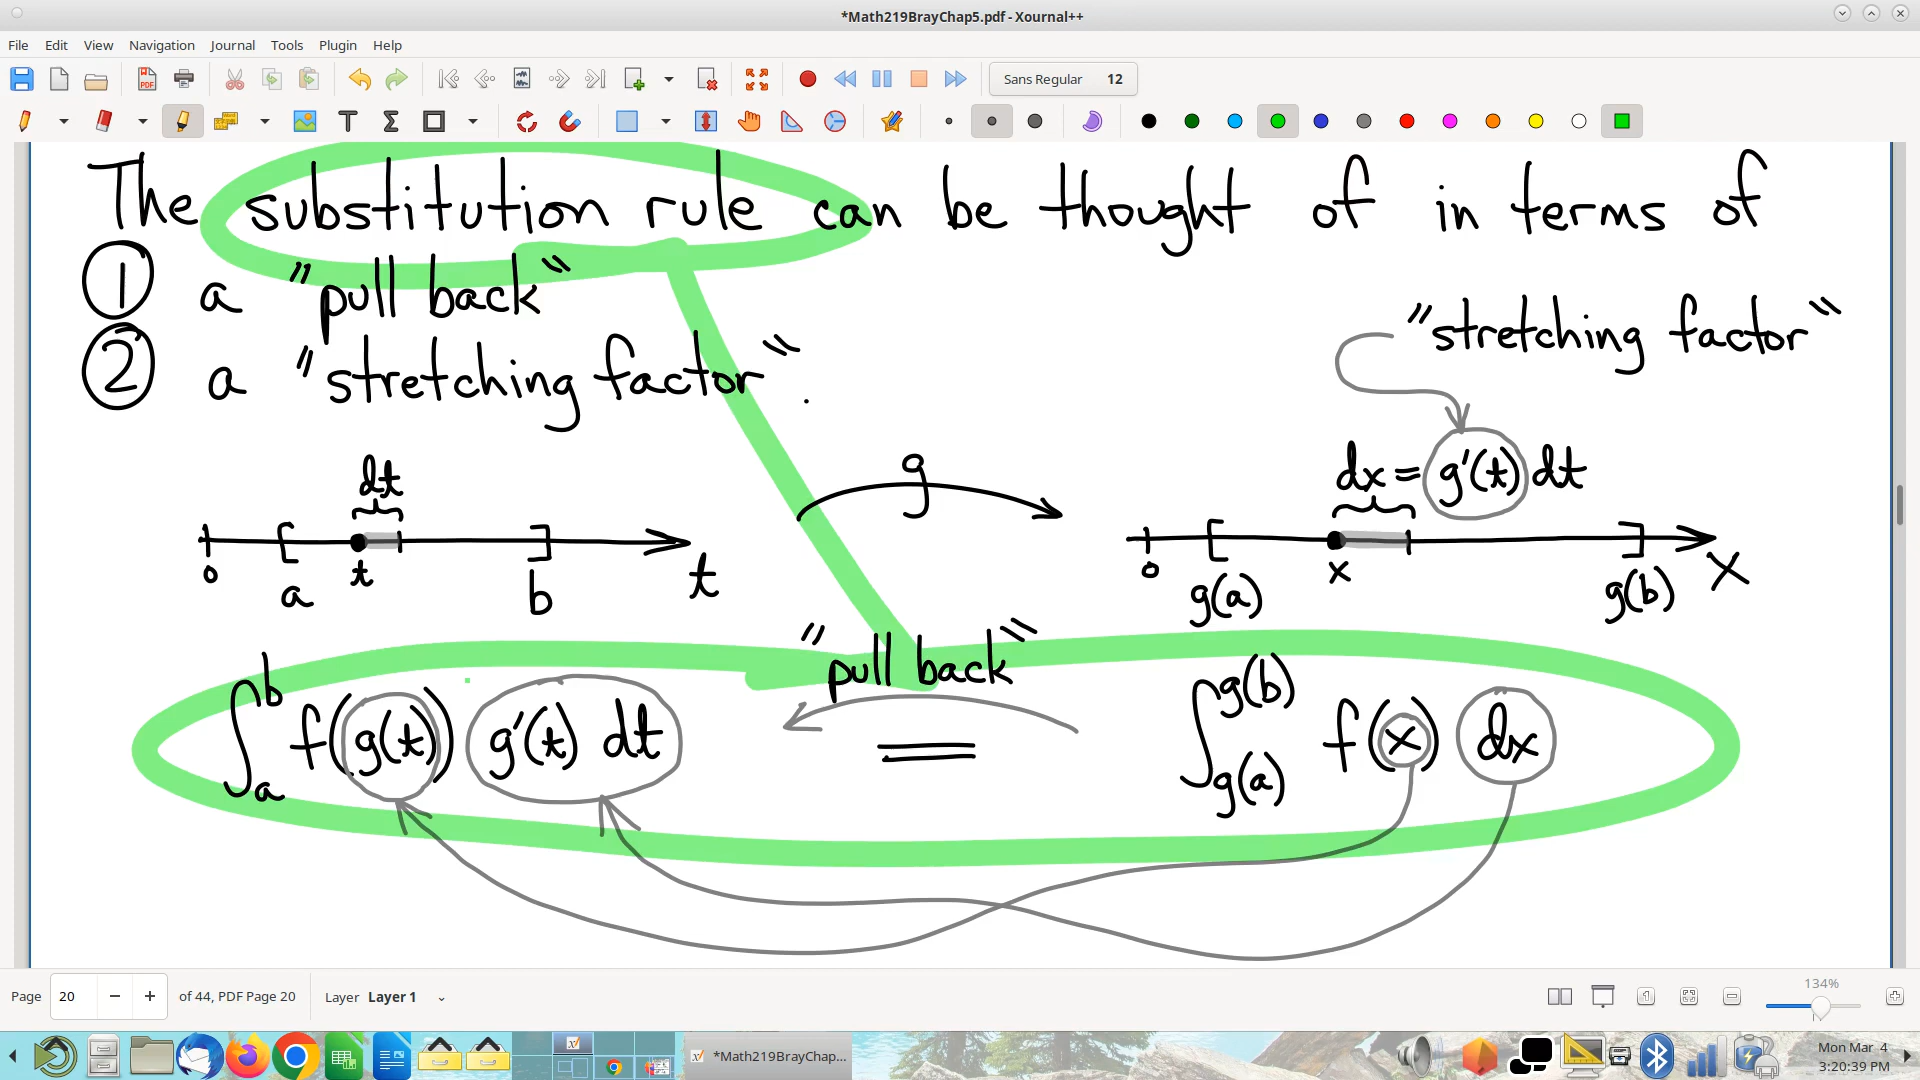 *Math219BrayChap5.pdf - Xournal++
File Edit View Navigation Journal Tools Plugin Help
Sans Regular 12
The substitution rule can be thought of in terms of
① a "pull back"
② a "stretching factor".
"stretching factor"
dt
g
dx = g'(t) dt
0 a t b t
0 g(a) x g(b) x
"pull back"
∫_a^b f(g(t)) g'(t) dt = ∫_{g(a)}^{g(b)} f(x) dx
Page 20 of 44, PDF Page 20 Layer Layer 1
134%
*Math219BrayChap...
Mon Mar 4
3:20:39 PM